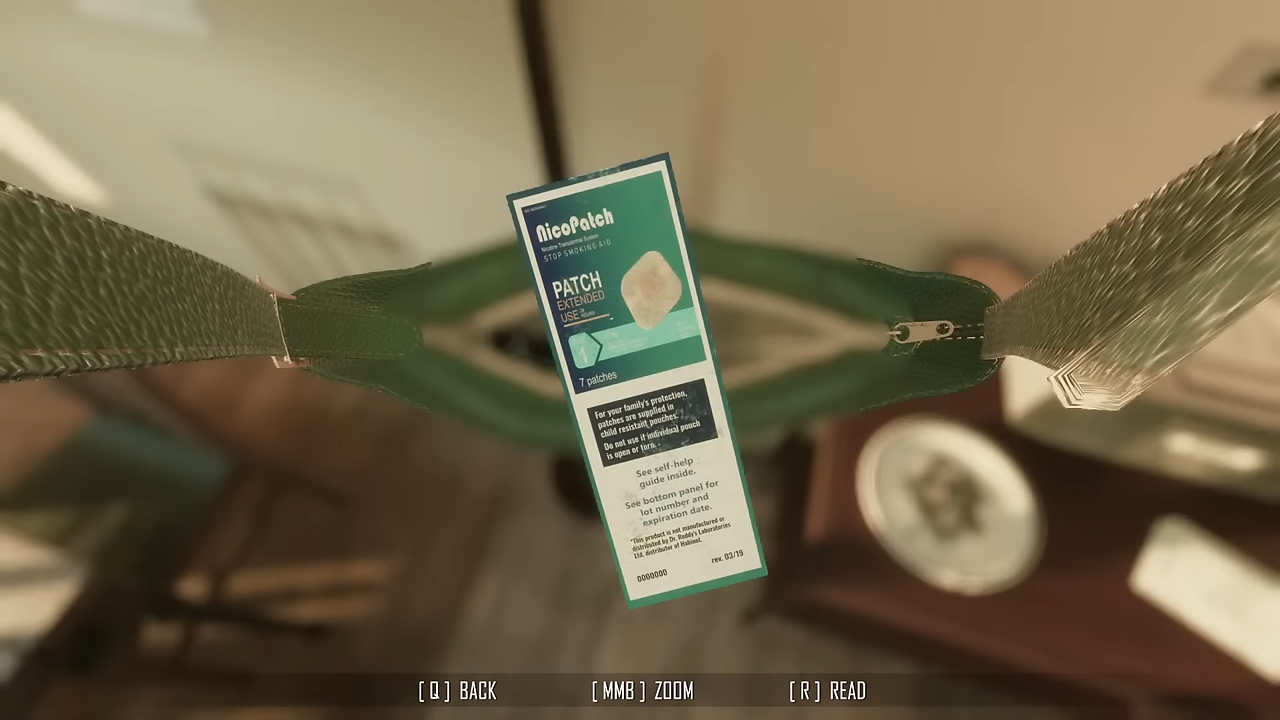 NicoPatch
Nicotine Transdermal System
STOP SMOKING AID
PATCH
EXTENDED
USE 24 HOURS
1
7 patches
For your family's protection,
patches are supplied in
child resistant pouches.
Do not use if individual pouch
is open or torn.
See self-help
guide inside.
See bottom panel for
lot number and
expiration date.
*This product is not manufactured or
distributed by Dr. Reddy's Laboratories
Ltd, distributor of Habitrol.
0000000
rev. 03/19
[ Q ] BACK
[ MMB ] ZOOM
[ R ] READ